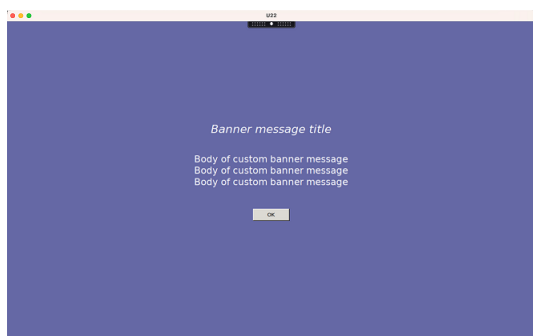 U22
Banner message title
Body of custom banner message
Body of custom banner message
Body of custom banner message
OK